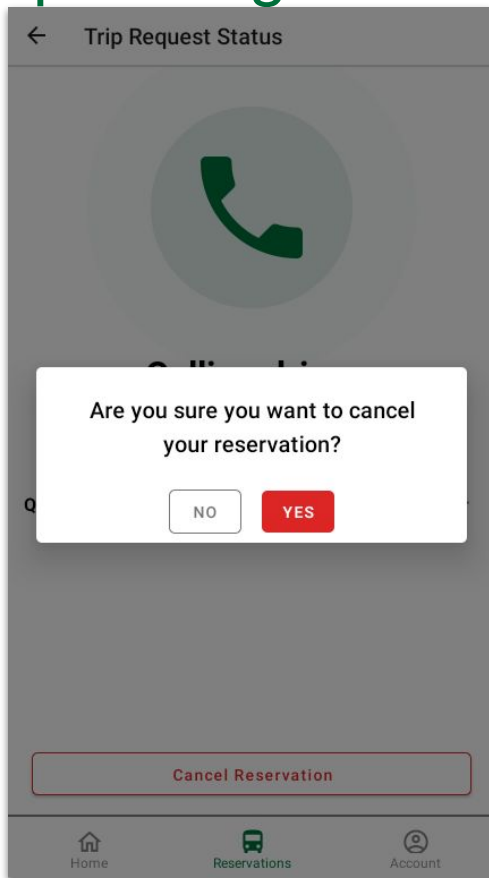 Trip Request Status
Are you sure you want to cancel
your reservation?
NO
YES
Cancel Reservation
Home
Reservations
Account